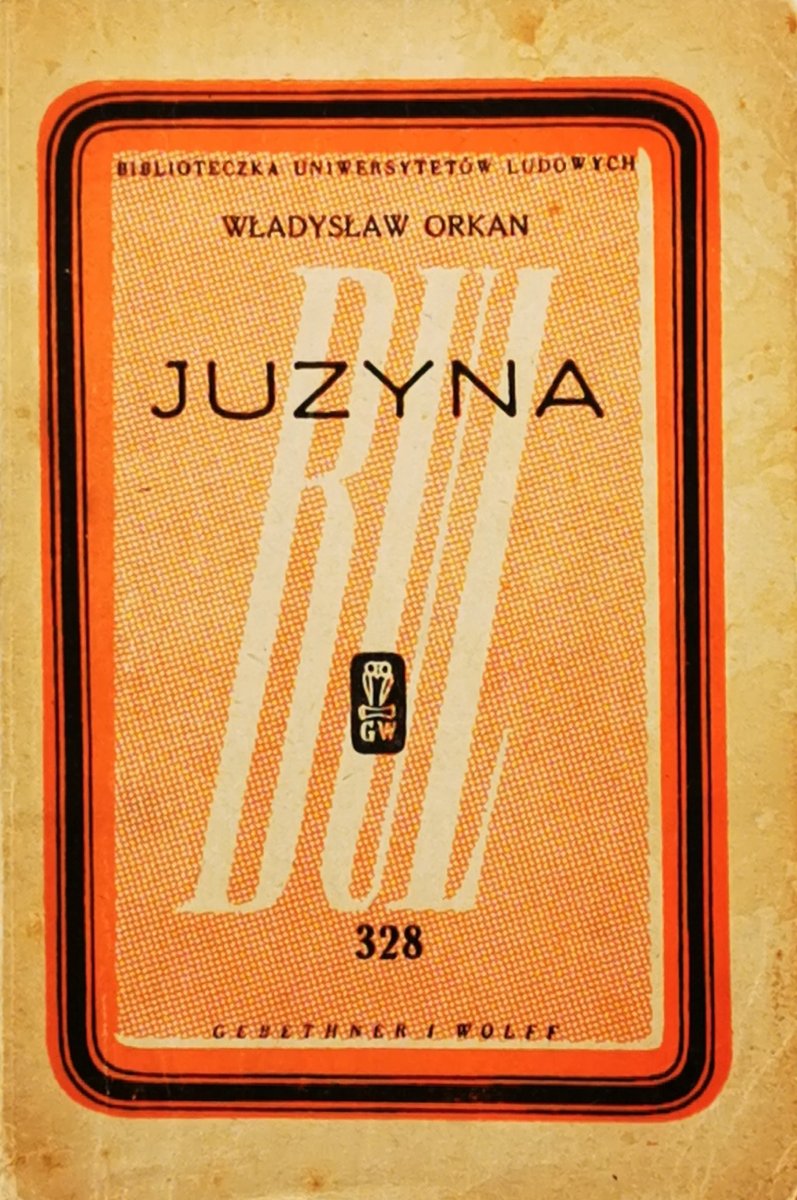 BIBLIOTECZKA UNIWERSYTETÓW LUDOWYCH
WŁADYSŁAW ORKAN
BUL
JUZYNA
GW
328
GEBETHNER I WOLFF